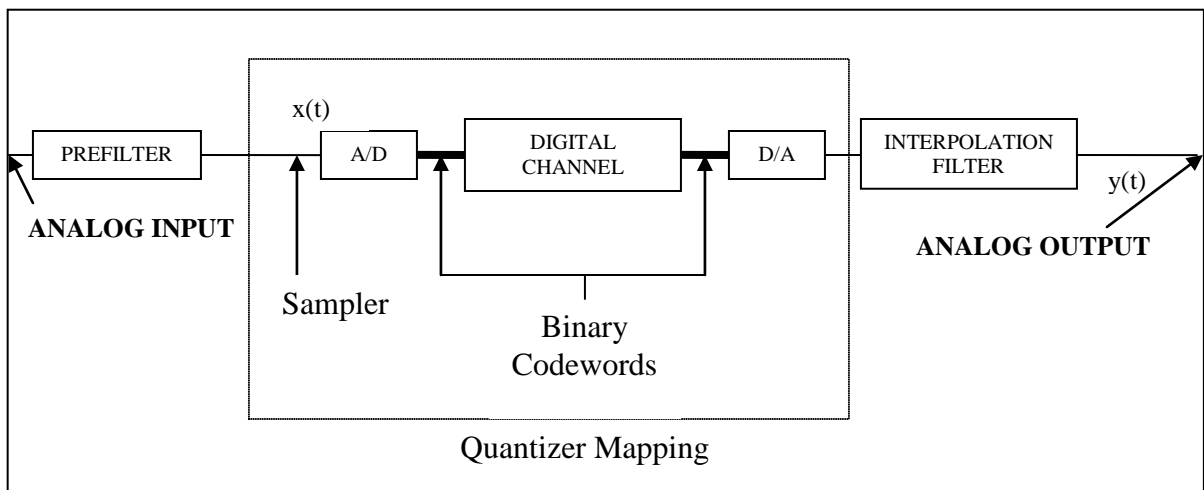 x(t)
PREFILTER
A/D
DIGITAL
CHANNEL
D/A
INTERPOLATION
FILTER
y(t)
ANALOG INPUT
ANALOG OUTPUT
Sampler
Binary
Codewords
Quantizer Mapping